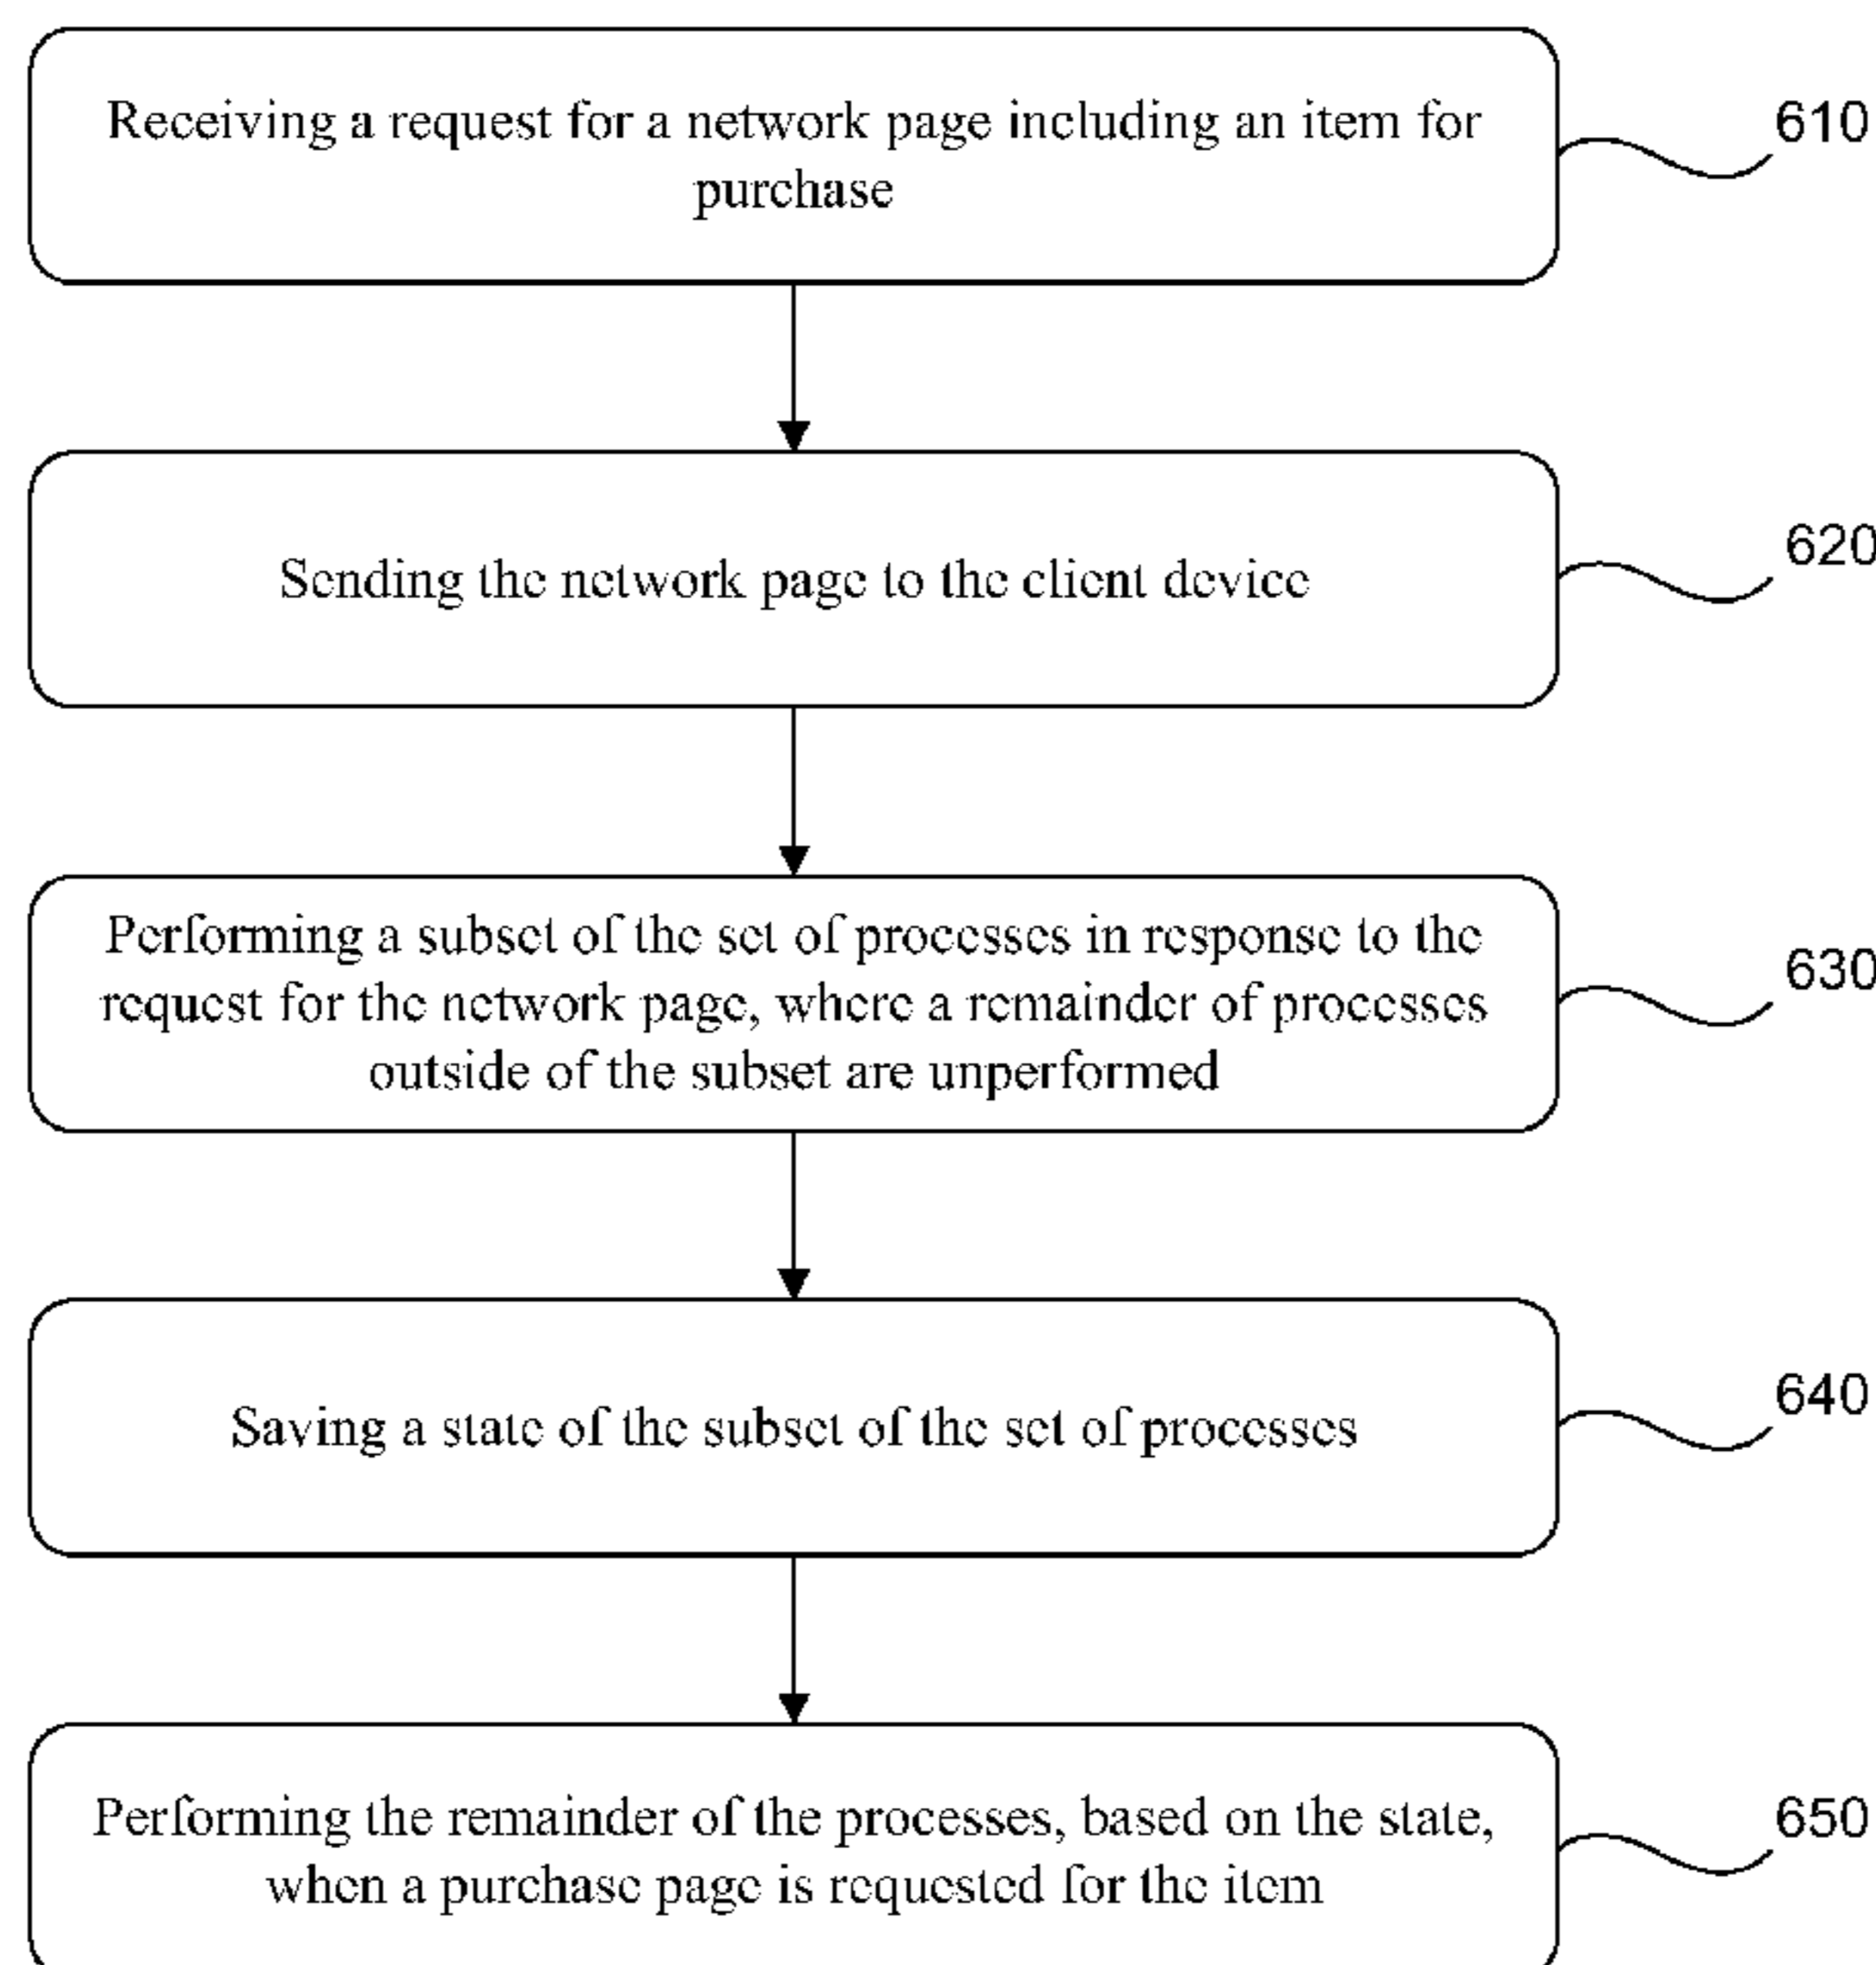 Receiving a request for a network page including an item for
purchase
610
Sending the network page to the client device
620
Performing a subset of the set of processes in response to the
request for the network page, where a remainder of processes
outside of the subset are unperformed
630
Saving a state of the subset of the set of processes
640
Performing the remainder of the processes, based on the state,
when a purchase page is requested for the item
650